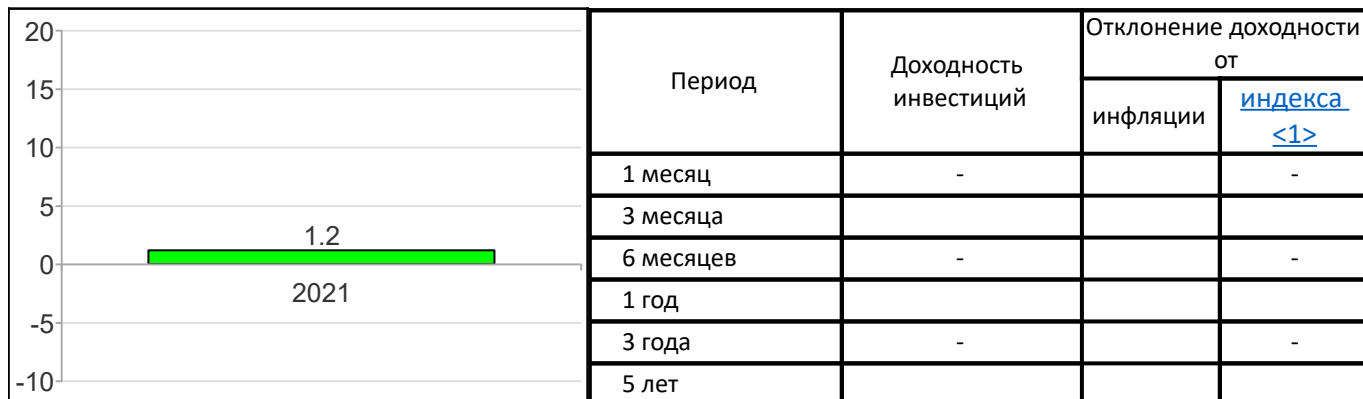 20
15
10
5
0
-5
-10
1.2
2021
Период
Доходность
инвестиций
Отклонение доходности
от
инфляции
индекса
<1>
1 месяц - -
3 месяца
6 месяцев - -
1 год
3 года - -
5 лет